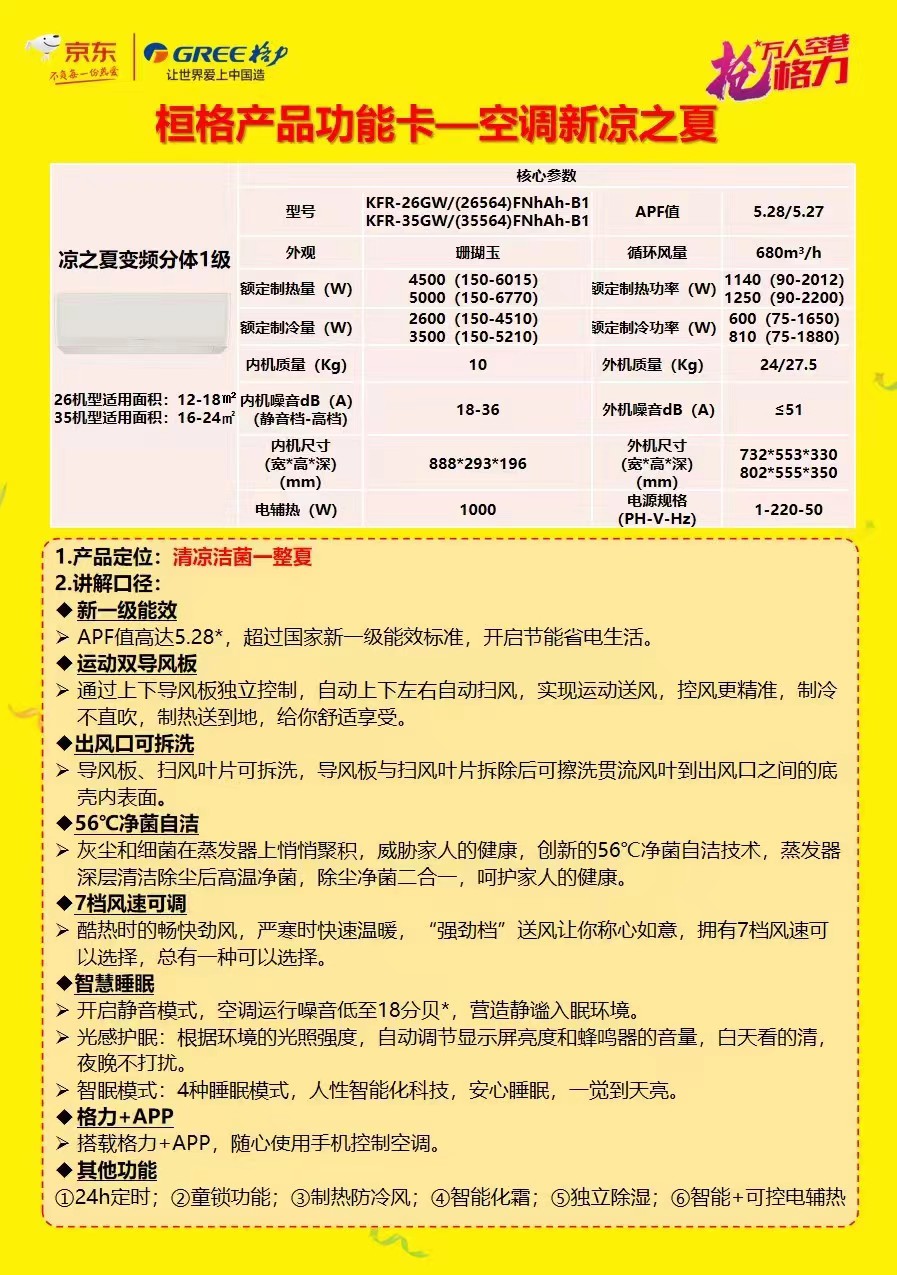 京东
不负每一份热爱
GREE格力
让世界爱上中国造
抢
万人空巷
格力
桓格产品功能卡—空调新凉之夏
凉之夏变频分体1级
26机型适用面积：12-18㎡
35机型适用面积：16-24㎡
核心参数
型号
KFR-26GW/(26564)FNhAh-B1
KFR-35GW/(35564)FNhAh-B1
APF值
5.28/5.27
外观
珊瑚玉
循环风量
680m³/h
额定制热量（W）
4500（150-6015）
5000（150-6770）
额定制热功率（W）
1140（90-2012）
1250（90-2200）
额定制冷量（W）
2600（150-4510）
3500（150-5210）
额定制冷功率（W）
600（75-1650）
810（75-1880）
内机质量（Kg）
10
外机质量（Kg）
24/27.5
内机噪音dB（A）
(静音档-高档)
18-36
外机噪音dB（A）
≤51
内机尺寸
(宽*高*深)
(mm)
888*293*196
外机尺寸
(宽*高*深)
(mm)
732*553*330
802*555*350
电辅热（W）
1000
电源规格
(PH-V-Hz)
1-220-50
1.产品定位：清凉洁菌一整夏
2.讲解口径：
◆新一级能效
➢ APF值高达5.28*，超过国家新一级能效标准，开启节能省电生活。
◆运动双导风板
➢ 通过上下导风板独立控制，自动上下左右自动扫风，实现运动送风，控风更精准，制冷
不直吹，制热送到地，给你舒适享受。
◆出风口可拆洗
➢ 导风板、扫风叶片可拆洗，导风板与扫风叶片拆除后可擦洗贯流风叶到出风口之间的底
壳内表面。
◆56℃净菌自洁
➢ 灰尘和细菌在蒸发器上悄悄聚积，威胁家人的健康，创新的56℃净菌自洁技术，蒸发器
深层清洁除尘后高温净菌，除尘净菌二合一，呵护家人的健康。
◆7档风速可调
➢ 酷热时的畅快劲风，严寒时快速温暖，“强劲档”送风让你称心如意，拥有7档风速可
以选择，总有一种可以选择。
◆智慧睡眠
➢ 开启静音模式，空调运行噪音低至18分贝*，营造静谧入眠环境。
➢ 光感护眠：根据环境的光照强度，自动调节显示屏亮度和蜂鸣器的音量，白天看的清，
夜晚不打扰。
➢ 智眠模式：4种睡眠模式，人性智能化科技，安心睡眠，一觉到天亮。
◆格力+APP
➢ 搭载格力+APP，随心使用手机控制空调。
◆其他功能
①24h定时；②童锁功能；③制热防冷风；④智能化霜；⑤独立除湿；⑥智能+可控电辅热